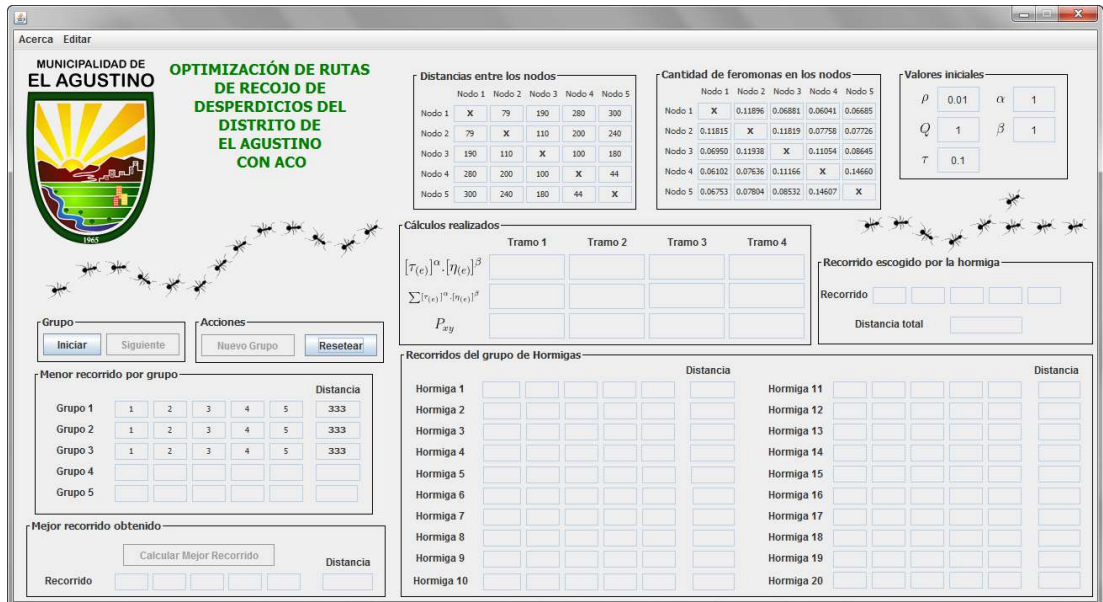 Acerca Editar
MUNICIPALIDAD DE
EL AGUSTINO
1965
OPTIMIZACIÓN DE RUTAS
DE RECOJO DE
DESPERDICIOS DEL
DISTRITO DE
EL AGUSTINO
CON ACO
Distancias entre los nodos
Nodo 1 Nodo 2 Nodo 3 Nodo 4 Nodo 5
Nodo 1 X 79 190 280 300
Nodo 2 79 X 110 200 240
Nodo 3 190 110 X 100 180
Nodo 4 280 200 100 X 44
Nodo 5 300 240 180 44 X
Cantidad de feromonas en los nodos
Nodo 1 Nodo 2 Nodo 3 Nodo 4 Nodo 5
Nodo 1 X 0.11896 0.06881 0.06041 0.06685
Nodo 2 0.11815 X 0.11819 0.07758 0.07726
Nodo 3 0.06950 0.11938 X 0.11054 0.08645
Nodo 4 0.06102 0.07636 0.11166 X 0.14660
Nodo 5 0.06753 0.07804 0.08532 0.14607 X
Valores iniciales
ρ 0.01 α 1
Q 1 β 1
τ 0.1
Cálculos realizados
Tramo 1 Tramo 2 Tramo 3 Tramo 4
[τ(e)]^α.[η(e)]^β
∑[τ(e)]^α.[η(e)]^β
P_xy
Recorrido escogido por la hormiga
Recorrido
Distancia total
Grupo
Iniciar Siguiente
Acciones
Nuevo Grupo Resetear
Menor recorrido por grupo
Distancia
Grupo 1 1 2 3 4 5 333
Grupo 2 1 2 3 4 5 333
Grupo 3 1 2 3 4 5 333
Grupo 4
Grupo 5
Mejor recorrido obtenido
Calcular Mejor Recorrido
Distancia
Recorrido
Recorridos del grupo de Hormigas
Distancia Distancia
Hormiga 1 Hormiga 11
Hormiga 2 Hormiga 12
Hormiga 3 Hormiga 13
Hormiga 4 Hormiga 14
Hormiga 5 Hormiga 15
Hormiga 6 Hormiga 16
Hormiga 7 Hormiga 17
Hormiga 8 Hormiga 18
Hormiga 9 Hormiga 19
Hormiga 10 Hormiga 20